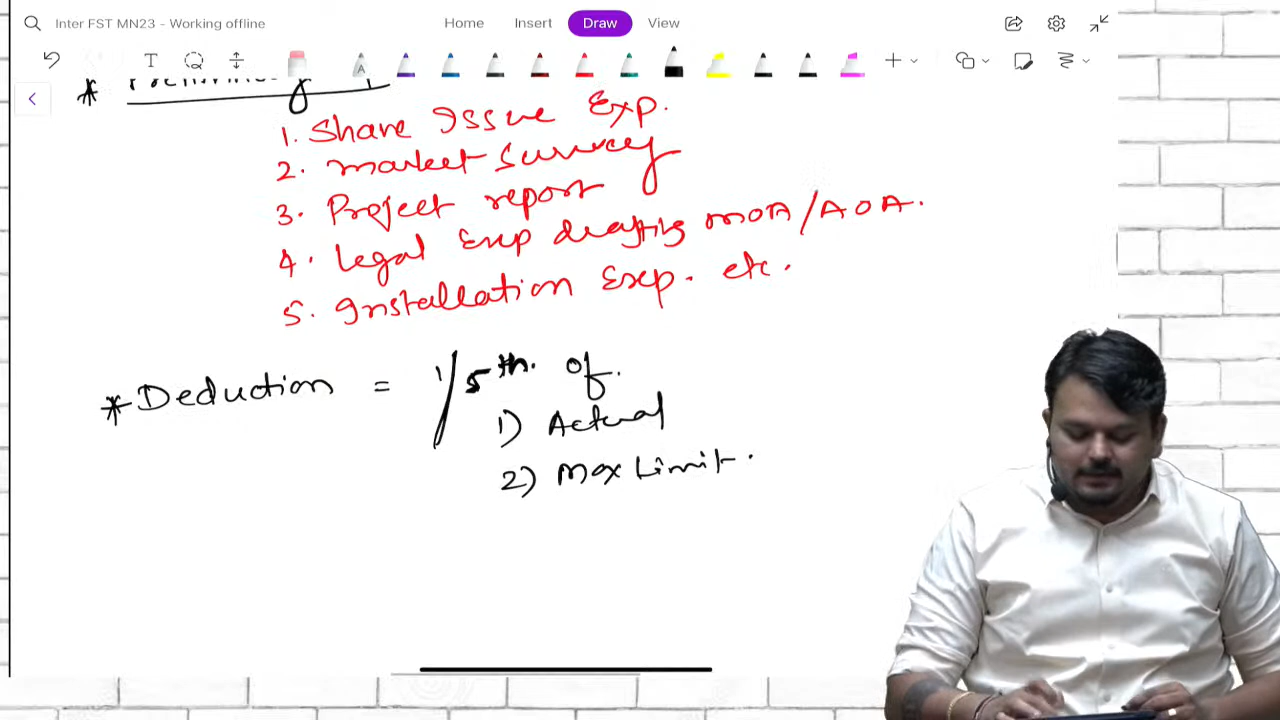 Inter FST MN23 - Working offline
Home Insert Draw View
T
A
1. Share Issue Exp.
2. Market Survey
3. Project report
4. Legal Exp drafting MOA/AOA.
5. Installation Exp. etc.
* Deduction = 1/5th. of.
1) Actual
2) Max Limit.